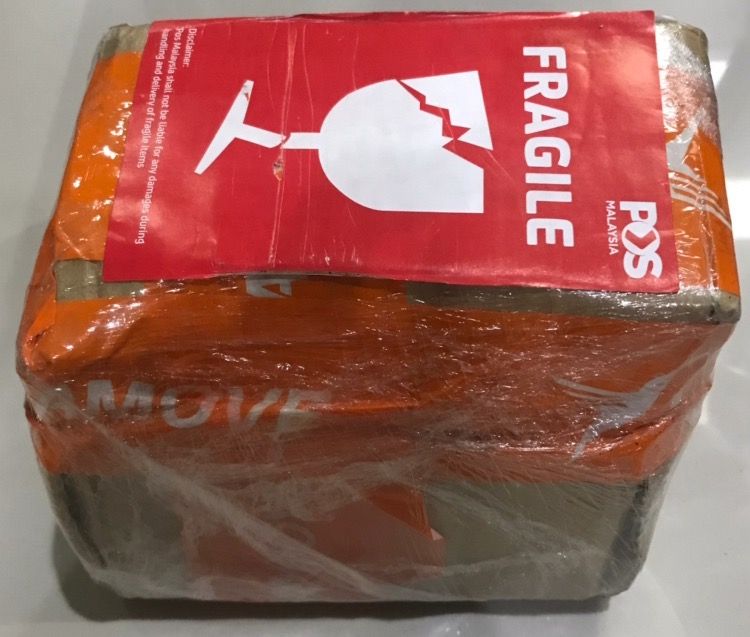 FRAGILE
POS
MALAYSIA
Disclaimer:
Pos Malaysia shall not be liable for any damages during
handling and delivery of fragile items
AMOVE